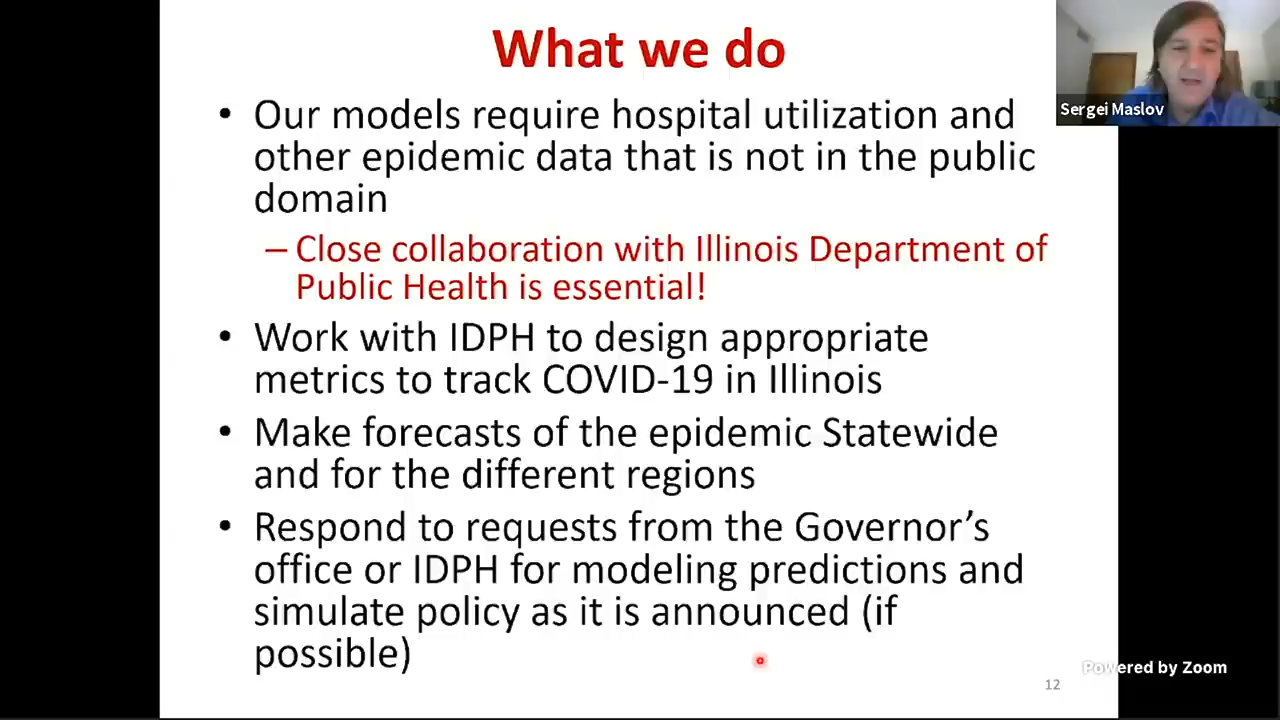 What we do
• Our models require hospital utilization and
other epidemic data that is not in the public
domain
– Close collaboration with Illinois Department of
Public Health is essential!
• Work with IDPH to design appropriate
metrics to track COVID-19 in Illinois
• Make forecasts of the epidemic Statewide
and for the different regions
• Respond to requests from the Governor’s
office or IDPH for modeling predictions and
simulate policy as it is announced (if
possible)
12
Sergei Maslov
Powered by Zoom